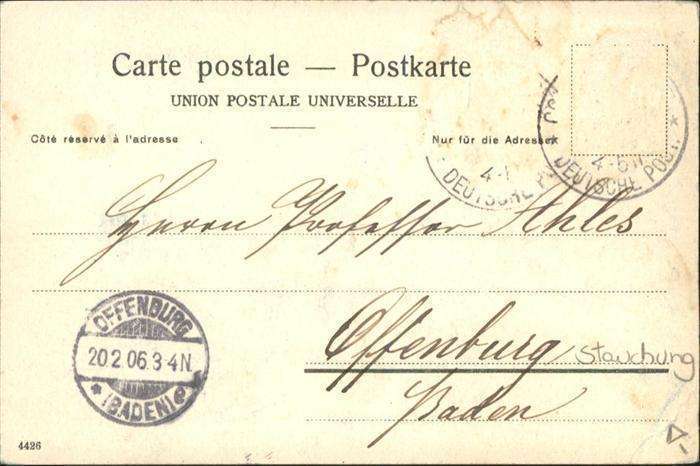 Carte postale — Postkarte
UNION POSTALE UNIVERSELLE
Côté réservé à l'adresse
Nur für die Adresse
DEUTSCHE
* DEUTSCHE POST. *
Herrn Professor Ahles
Offenburg
Stauchung
Baden
OFFENBURG
20.2.06.3-4N.
* (BADEN) e
4426